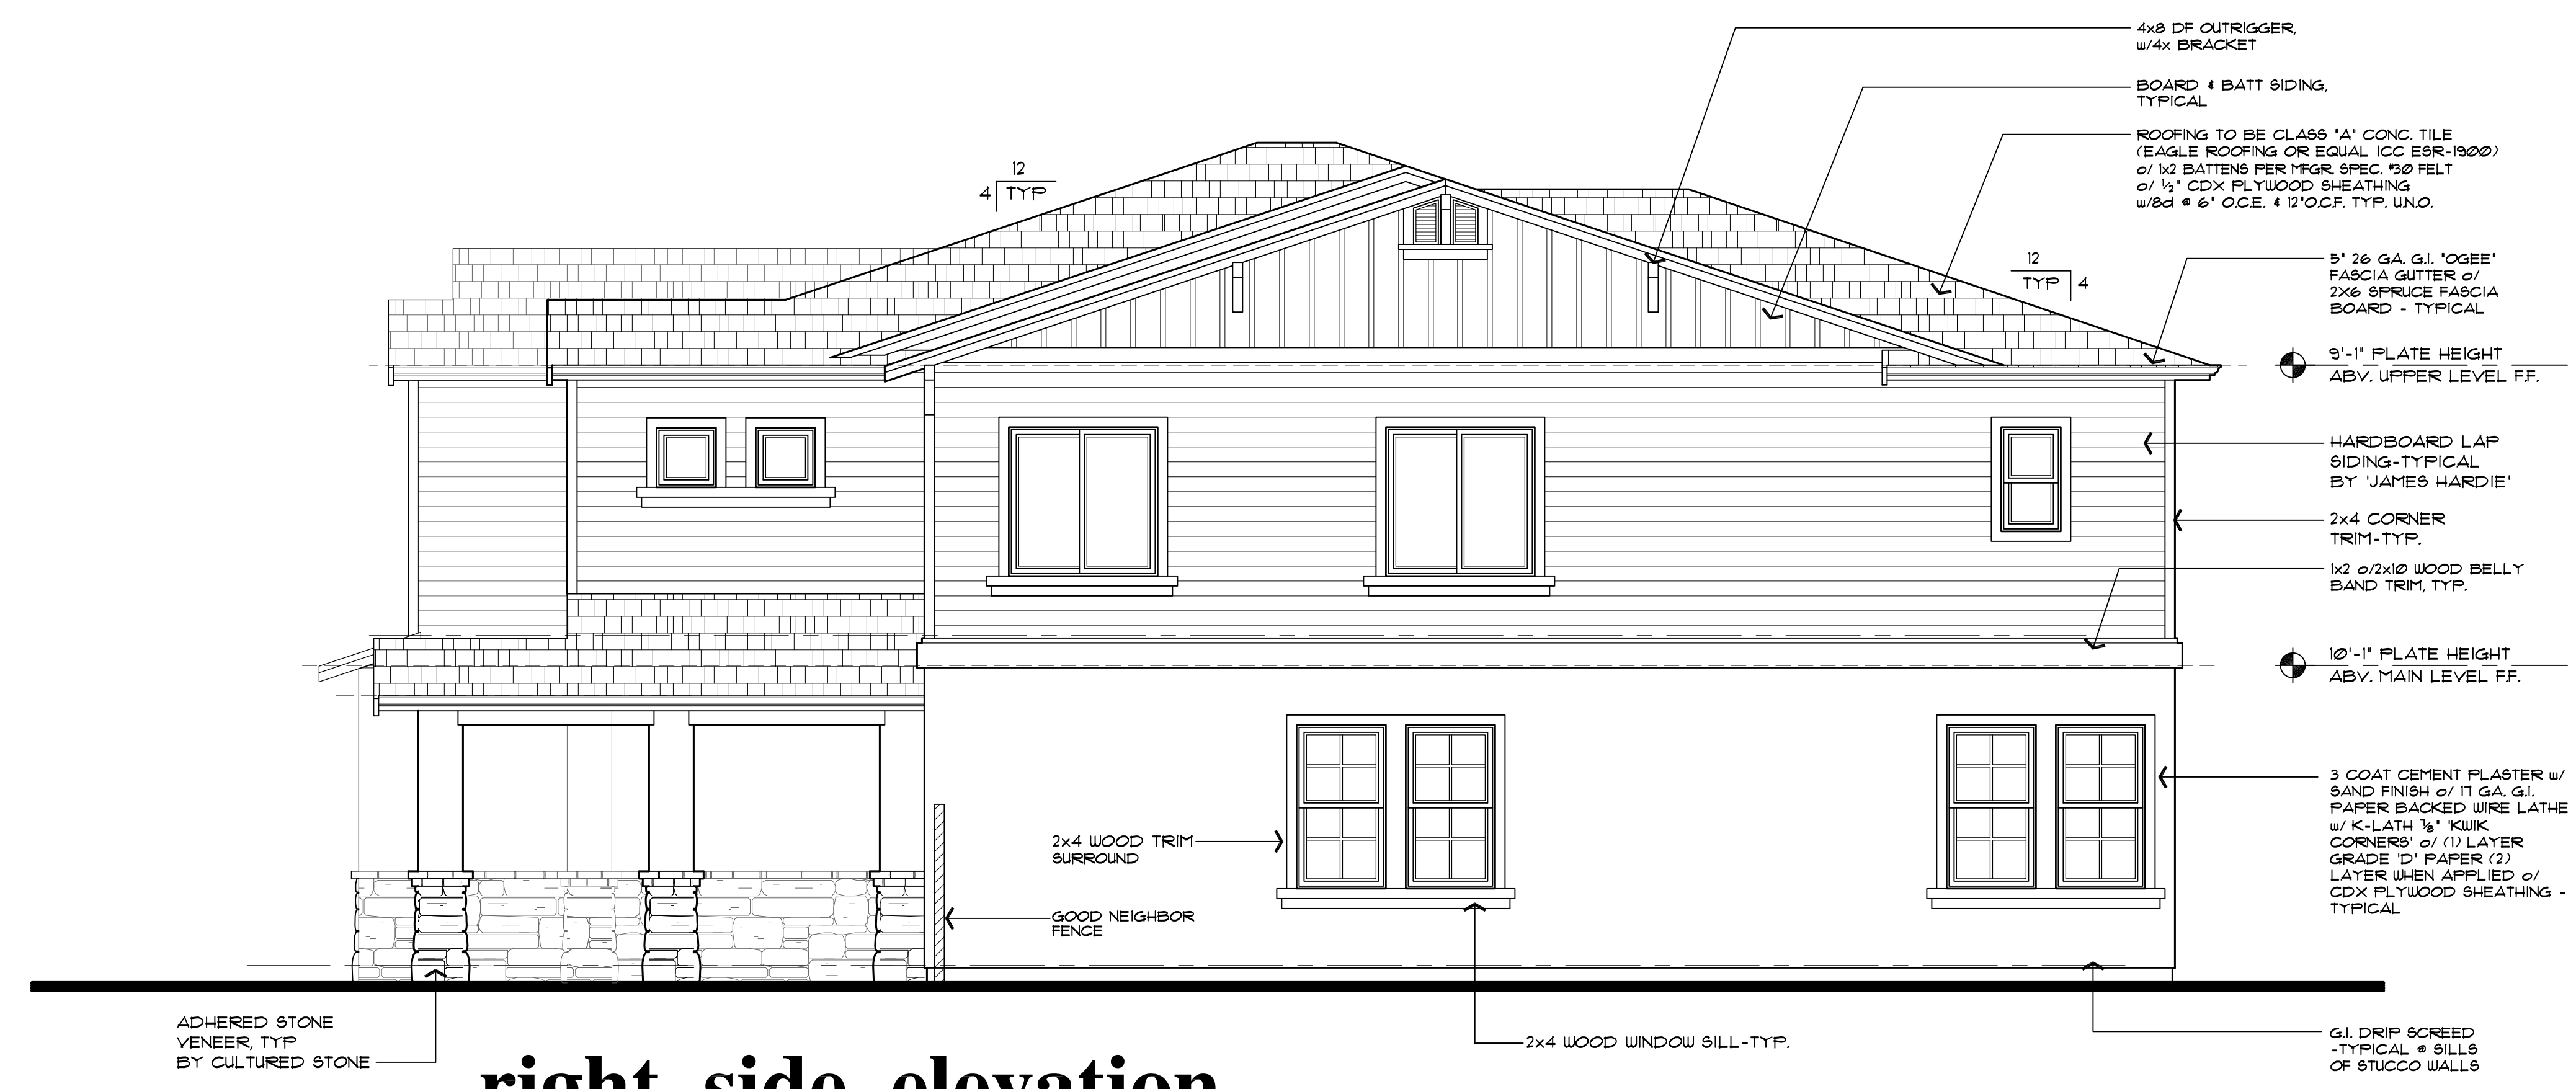 4x8 DF OUTRIGGER,
w/4x BRACKET
BOARD & BATT SIDING,
TYPICAL
ROOFING TO BE CLASS "A" CONC. TILE
(EAGLE ROOFING OR EQUAL ICC ESR-1900)
o/ 1x2 BATTENS PER MFGR. SPEC. #30 FELT
o/ ½" CDX PLYWOOD SHEATHING
w/8d @ 6" O.C.E. & 12"O.C.F. TYP. U.N.O.
12
4 TYP
12
TYP 4
5" 26 GA. G.I. "OGEE"
FASCIA GUTTER o/
2X6 SPRUCE FASCIA
BOARD - TYPICAL
9'-1" PLATE HEIGHT
ABV. UPPER LEVEL F.F.
HARDBOARD LAP
SIDING-TYPICAL
BY 'JAMES HARDIE'
2x4 CORNER
TRIM-TYP.
1x2 o/2x10 WOOD BELLY
BAND TRIM, TYP.
10'-1" PLATE HEIGHT
ABV. MAIN LEVEL F.F.
3 COAT CEMENT PLASTER w/
SAND FINISH o/ 17 GA. G.I.
PAPER BACKED WIRE LATHE
w/ K-LATH ⅞" 'KWIK
CORNERS' o/ (1) LAYER
GRADE 'D' PAPER (2)
LAYER WHEN APPLIED o/
CDX PLYWOOD SHEATHING -
TYPICAL
2x4 WOOD TRIM
SURROUND
GOOD NEIGHBOR
FENCE
ADHERED STONE
VENEER, TYP
BY CULTURED STONE
2x4 WOOD WINDOW SILL-TYP.
G.I. DRIP SCREED
-TYPICAL @ SILLS
OF STUCCO WALLS
right side elevation